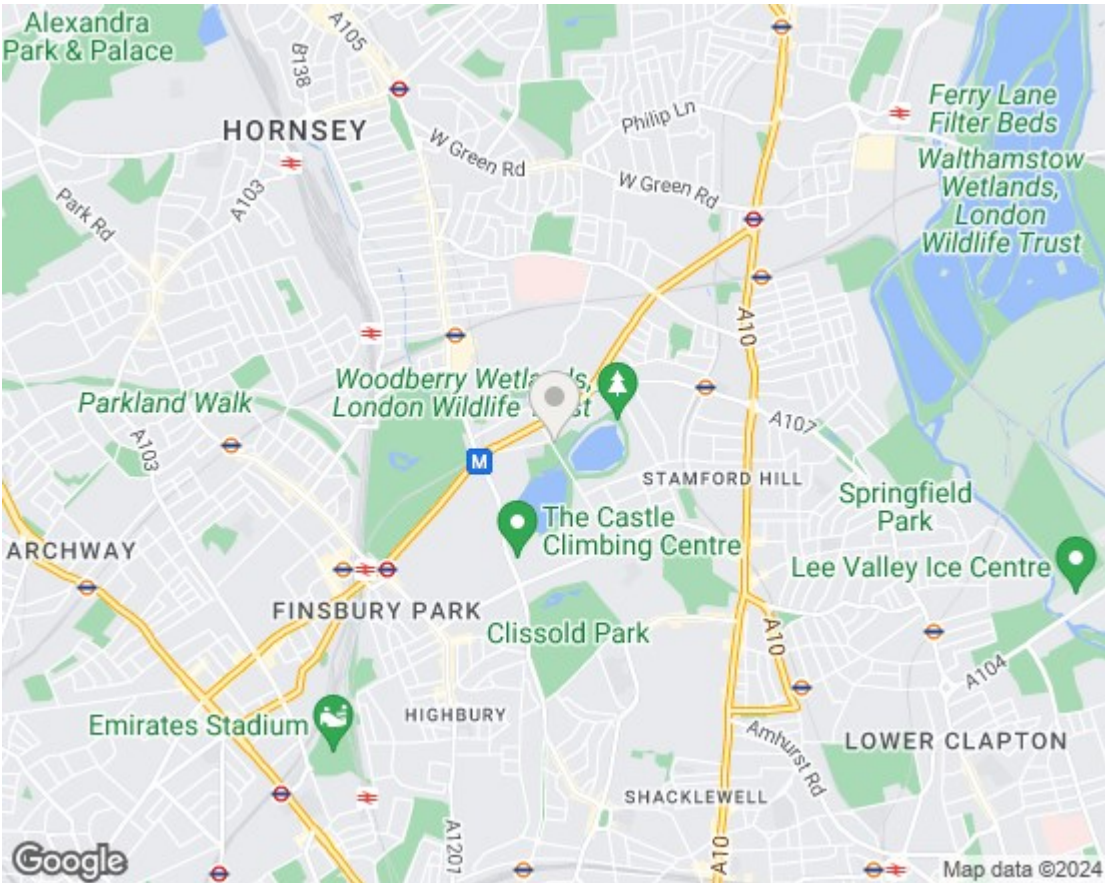 Alexandra
Park & Palace
A105
B138
HORNSEY
W Green Rd
Philip Ln
W Green Rd
Ferry Lane
Filter Beds
Walthamstow
Wetlands,
London
Wildlife Trust
Park Rd
A103
A10
Woodberry Wetlands,
Parkland Walk
A103
A107
M
STAMFORD HILL
Springfield
Park
The Castle
Climbing Centre
ARCHWAY
Lee Valley Ice Centre
FINSBURY PARK
Clissold Park
A10
A104
Emirates Stadium
HIGHBURY
Amhurst Rd
LOWER CLAPTON
SHACKLEWELL
A1207
A10
Google
Map data ©2024